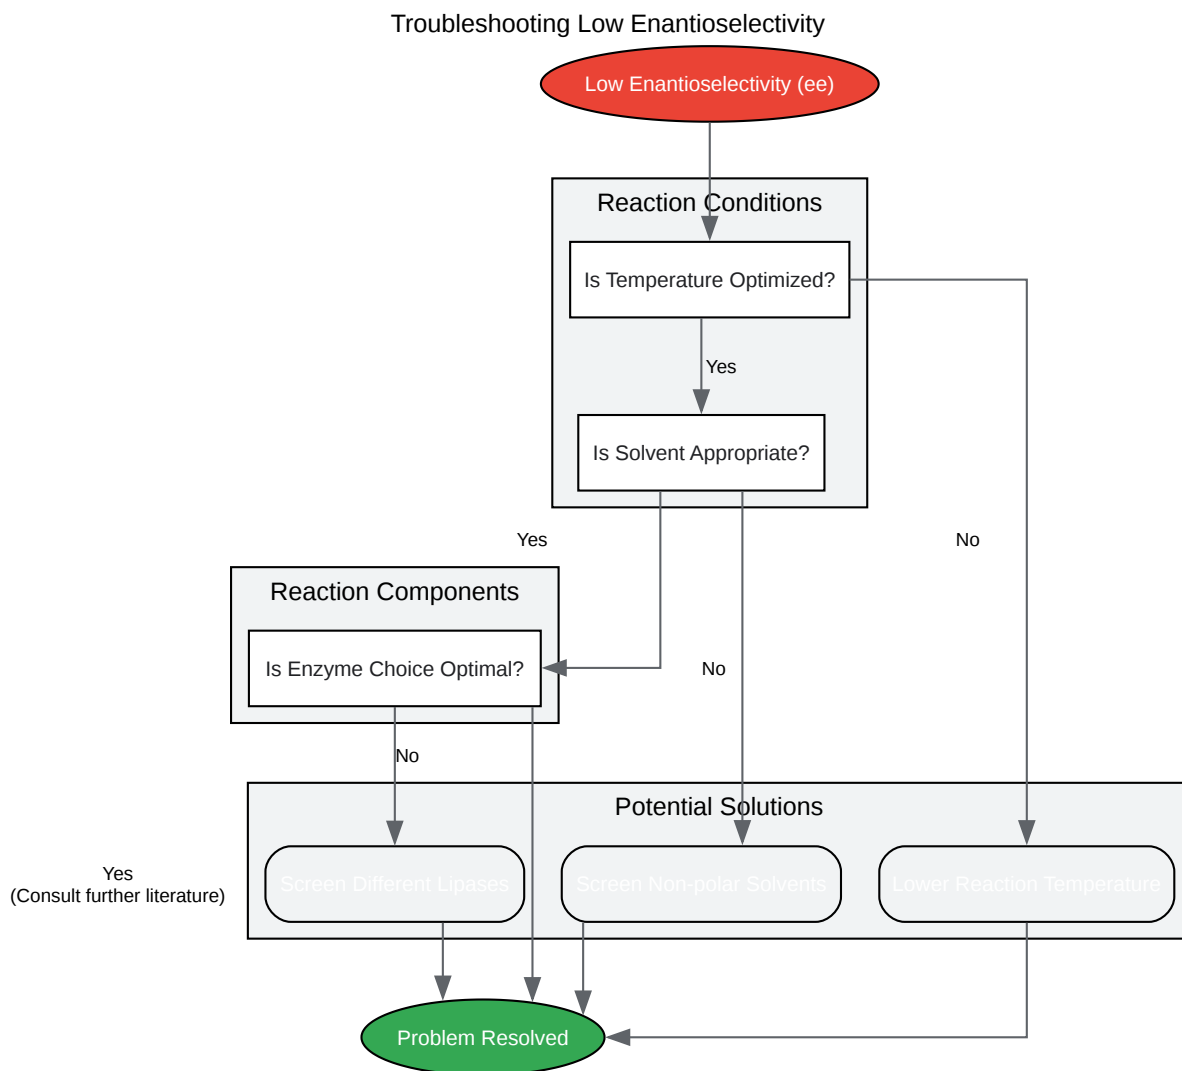 Troubleshooting Low Enantioselectivity
Low Enantioselectivity (ee)
Reaction Conditions
Is Temperature Optimized?
Yes
Is Solvent Appropriate?
Yes
No
Reaction Components
Is Enzyme Choice Optimal?
No
No
Potential Solutions
Yes
(Consult further literature)
Screen Different Lipases
Screen Non-polar Solvents
Lower Reaction Temperature
Problem Resolved